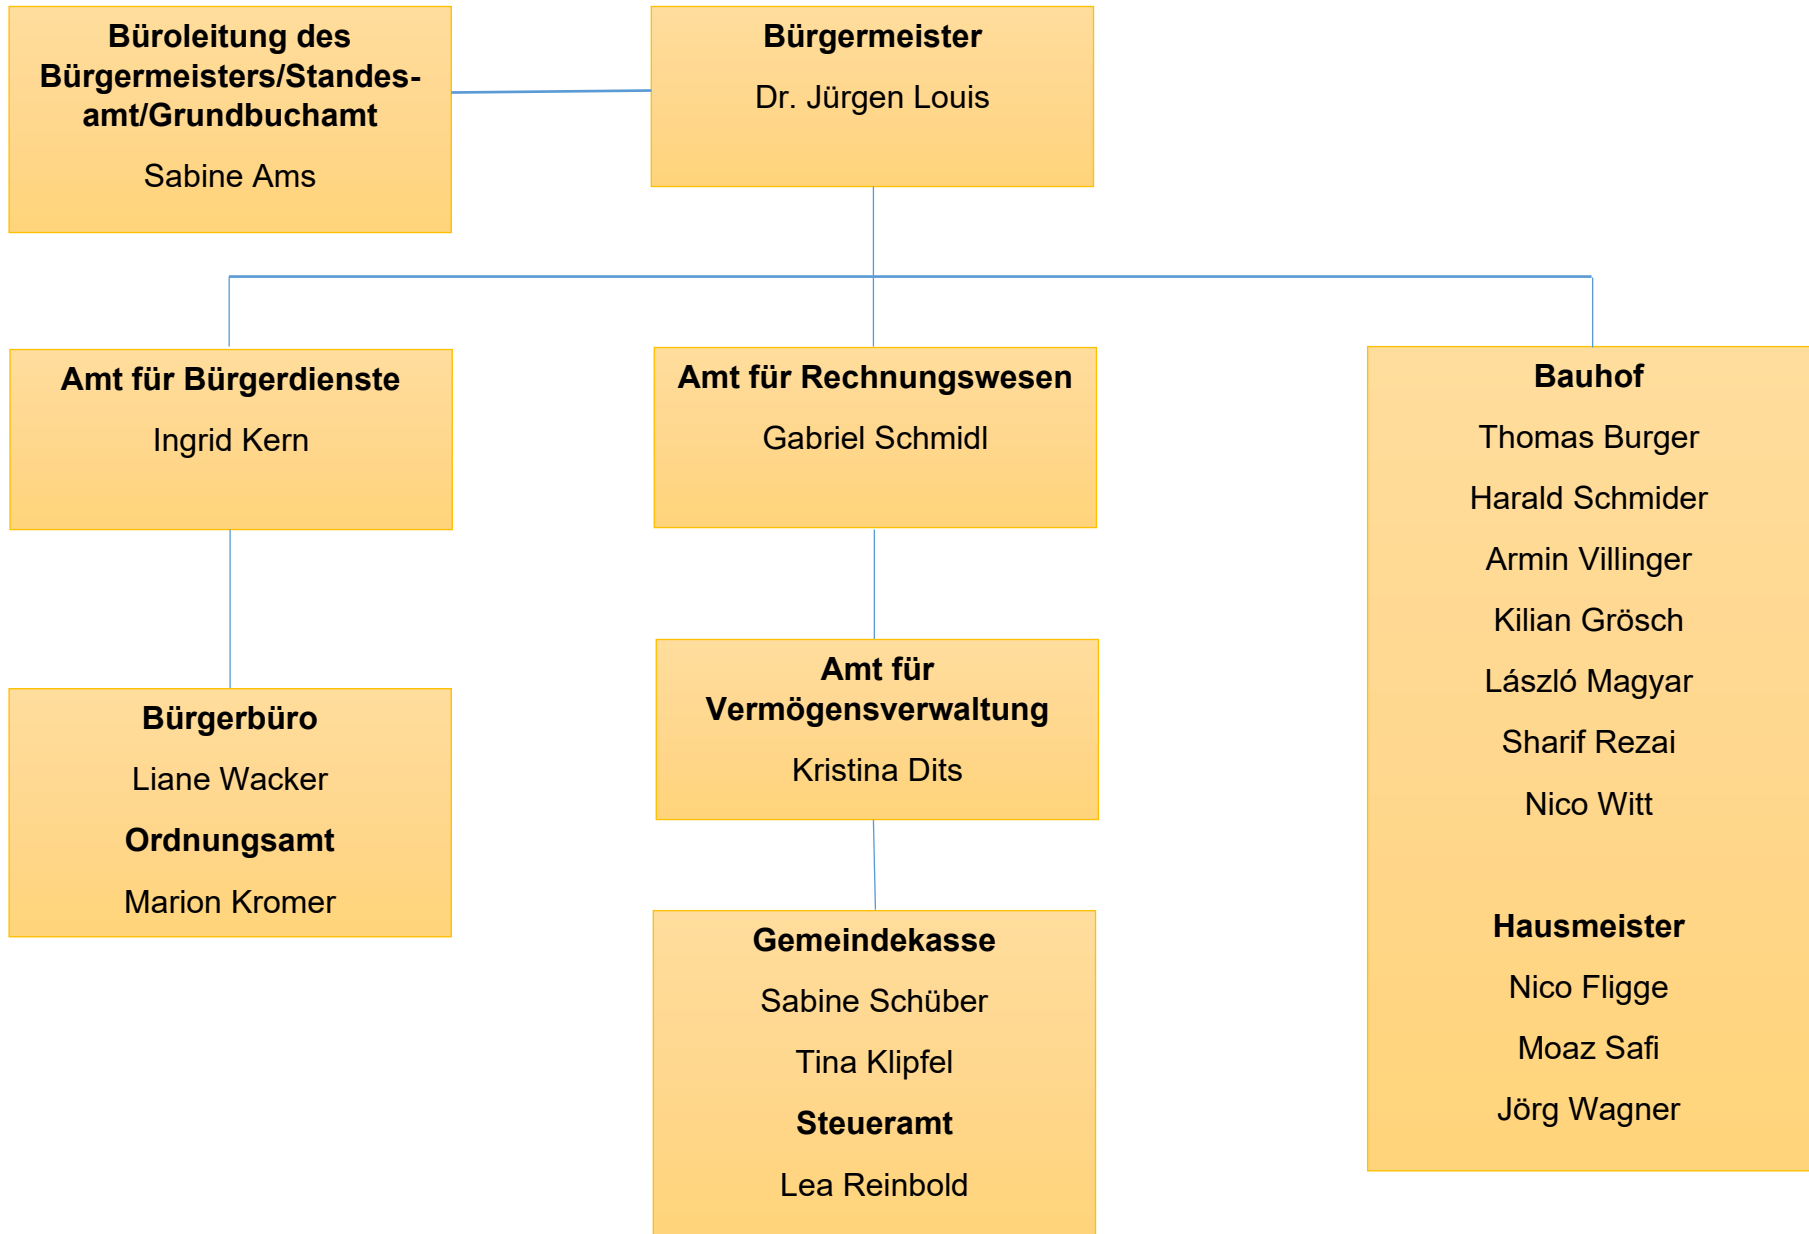 Büroleitung des
Bürgermeisters/Standes-
amt/Grundbuchamt
Sabine Ams
Bürgermeister
Dr. Jürgen Louis
Amt für Bürgerdienste
Ingrid Kern
Amt für Rechnungswesen
Gabriel Schmidl
Bauhof
Thomas Burger
Harald Schmider
Armin Villinger
Kilian Grösch
László Magyar
Sharif Rezai
Nico Witt
Hausmeister
Nico Fligge
Moaz Safi
Jörg Wagner
Bürgerbüro
Liane Wacker
Ordnungsamt
Marion Kromer
Amt für
Vermögensverwaltung
Kristina Dits
Gemeindekasse
Sabine Schüber
Tina Klipfel
Steueramt
Lea Reinbold